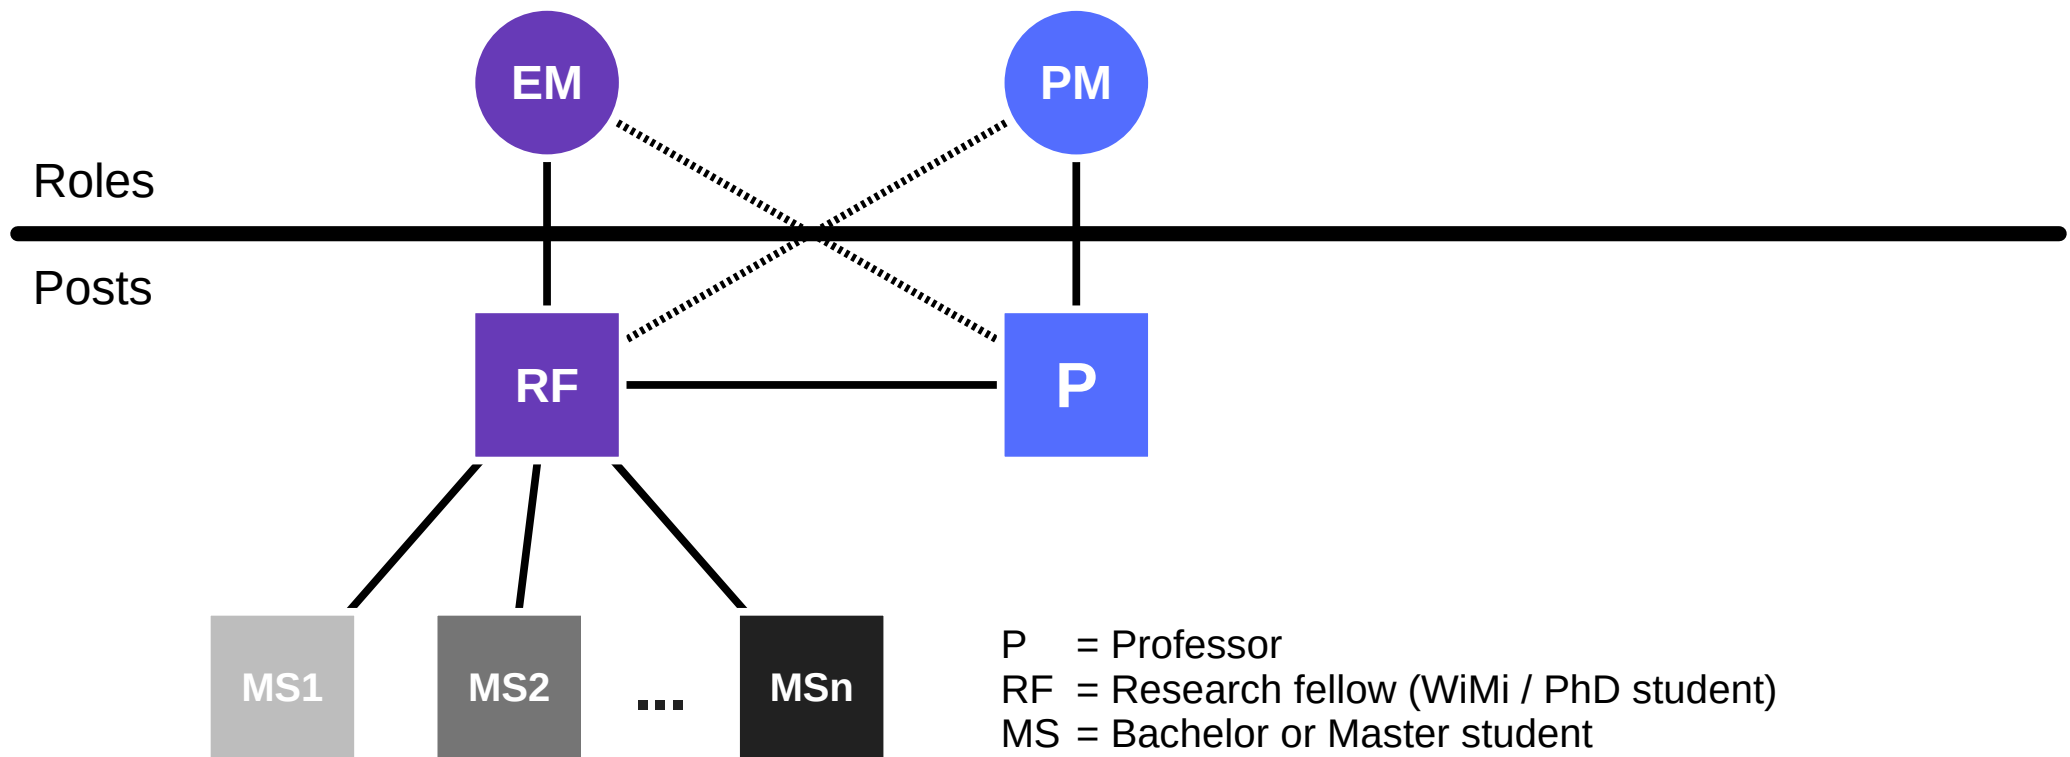 EM
PM
Roles
Posts
RF
P
MS1
MS2
...
MSn
P = Professor
RF = Research fellow (WiMi / PhD student)
MS = Bachelor or Master student